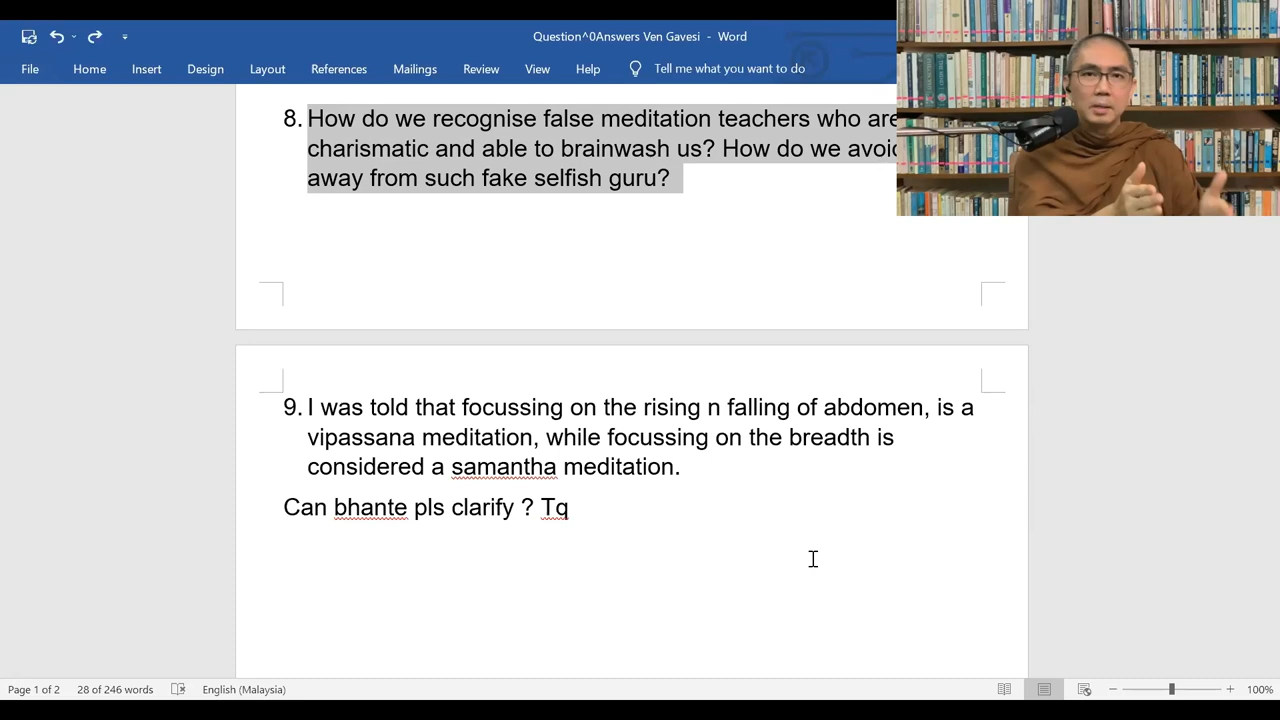 Question^0Answers Ven Gavesi - Word
File Home Insert Design Layout References Mailings Review View Help Tell me what you want to do
8. How do we recognise false meditation teachers who are
charismatic and able to brainwash us? How do we avoid
away from such fake selfish guru?
9. I was told that focussing on the rising n falling of abdomen, is a
vipassana meditation, while focussing on the breadth is
considered a samantha meditation.
Can bhante pls clarify ? Tq
Page 1 of 2 28 of 246 words English (Malaysia) 100%